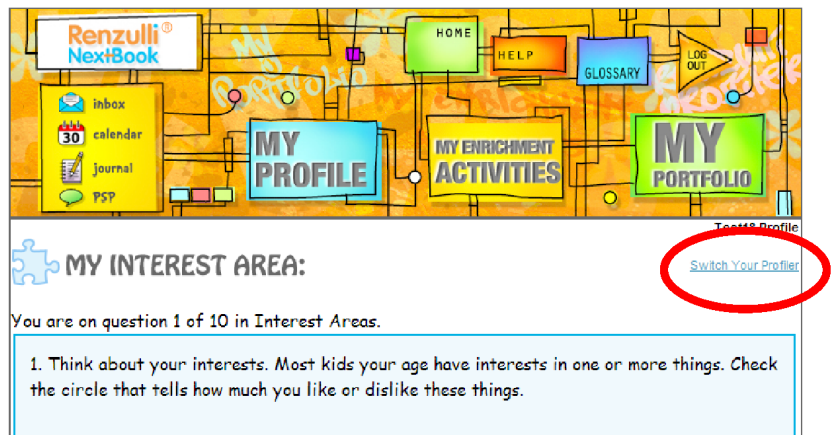 Renzulli®
NextBook
HOME
HELP
GLOSSARY
LOG
OUT
inbox
30 calendar
journal
PSP
MY
PROFILE
MY ENRICHMENT
ACTIVITIES
MY
PORTFOLIO
Profile
MY INTEREST AREA:
Switch Your Profiler
You are on question 1 of 10 in Interest Areas.
1. Think about your interests. Most kids your age have interests in one or more things. Check
the circle that tells how much you like or dislike these things.